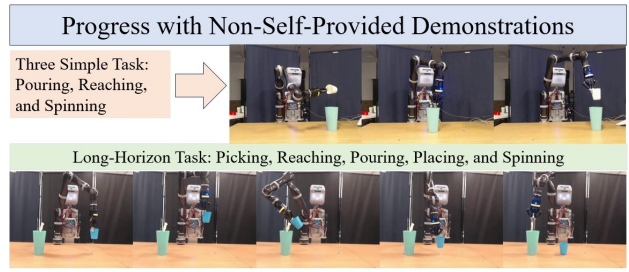 Progress with Non-Self-Provided Demonstrations
Three Simple Task:
Pouring, Reaching,
and Spinning
Long-Horizon Task: Picking, Reaching, Pouring, Placing, and Spinning